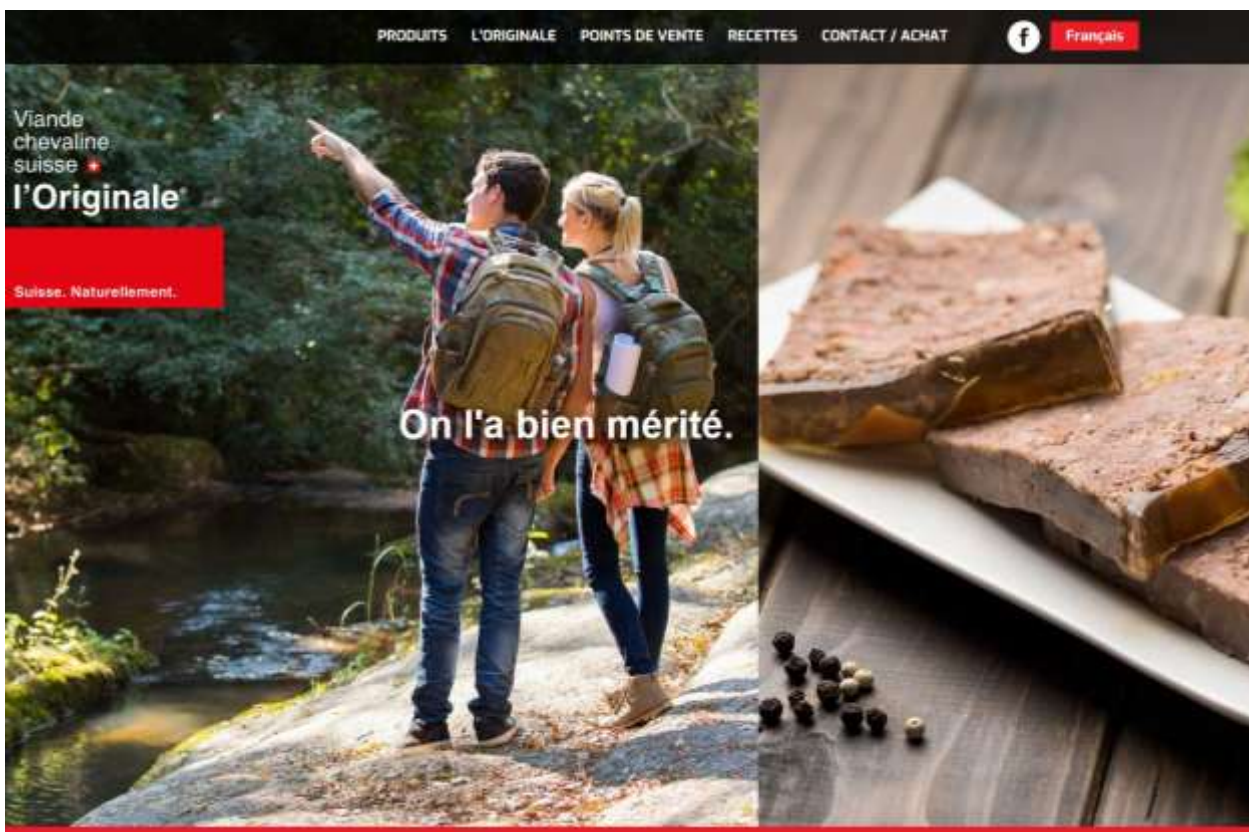 PRODUITS L'ORIGINALE POINTS DE VENTE RECETTES CONTACT / ACHAT f Français
Viande
chevaline
suisse
l'Originale®
Suisse. Naturellement.
On l'a bien mérité.